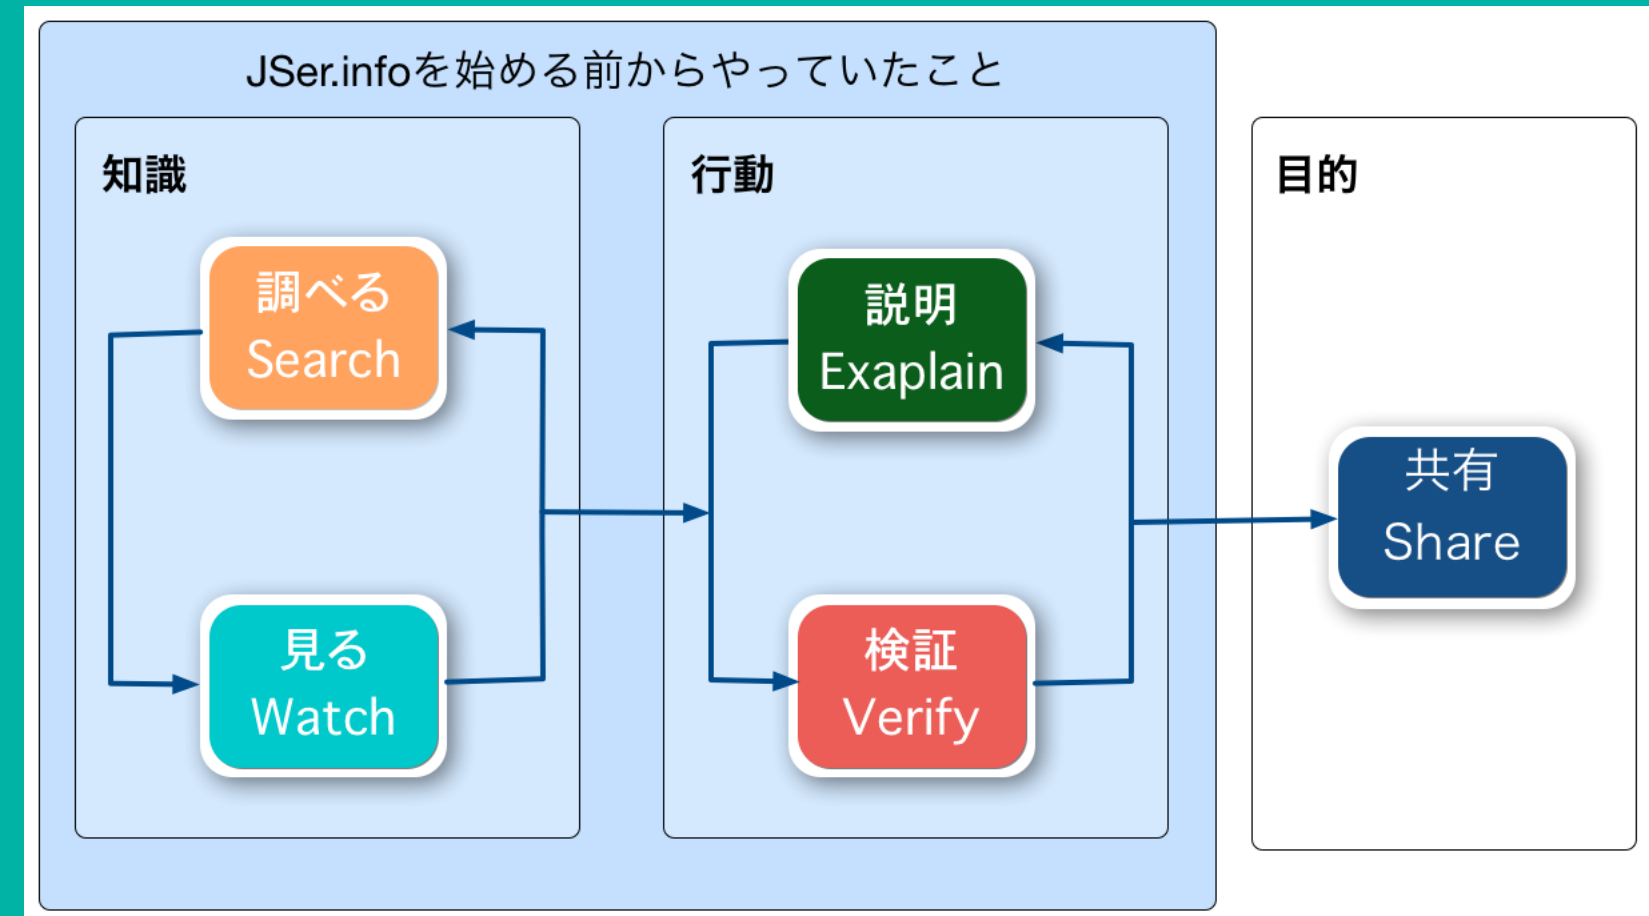 JSer.infoを始める前からやっていたこと
知識
調べる
Search
見る
Watch
行動
説明
Exaplain
検証
Verify
目的
共有
Share